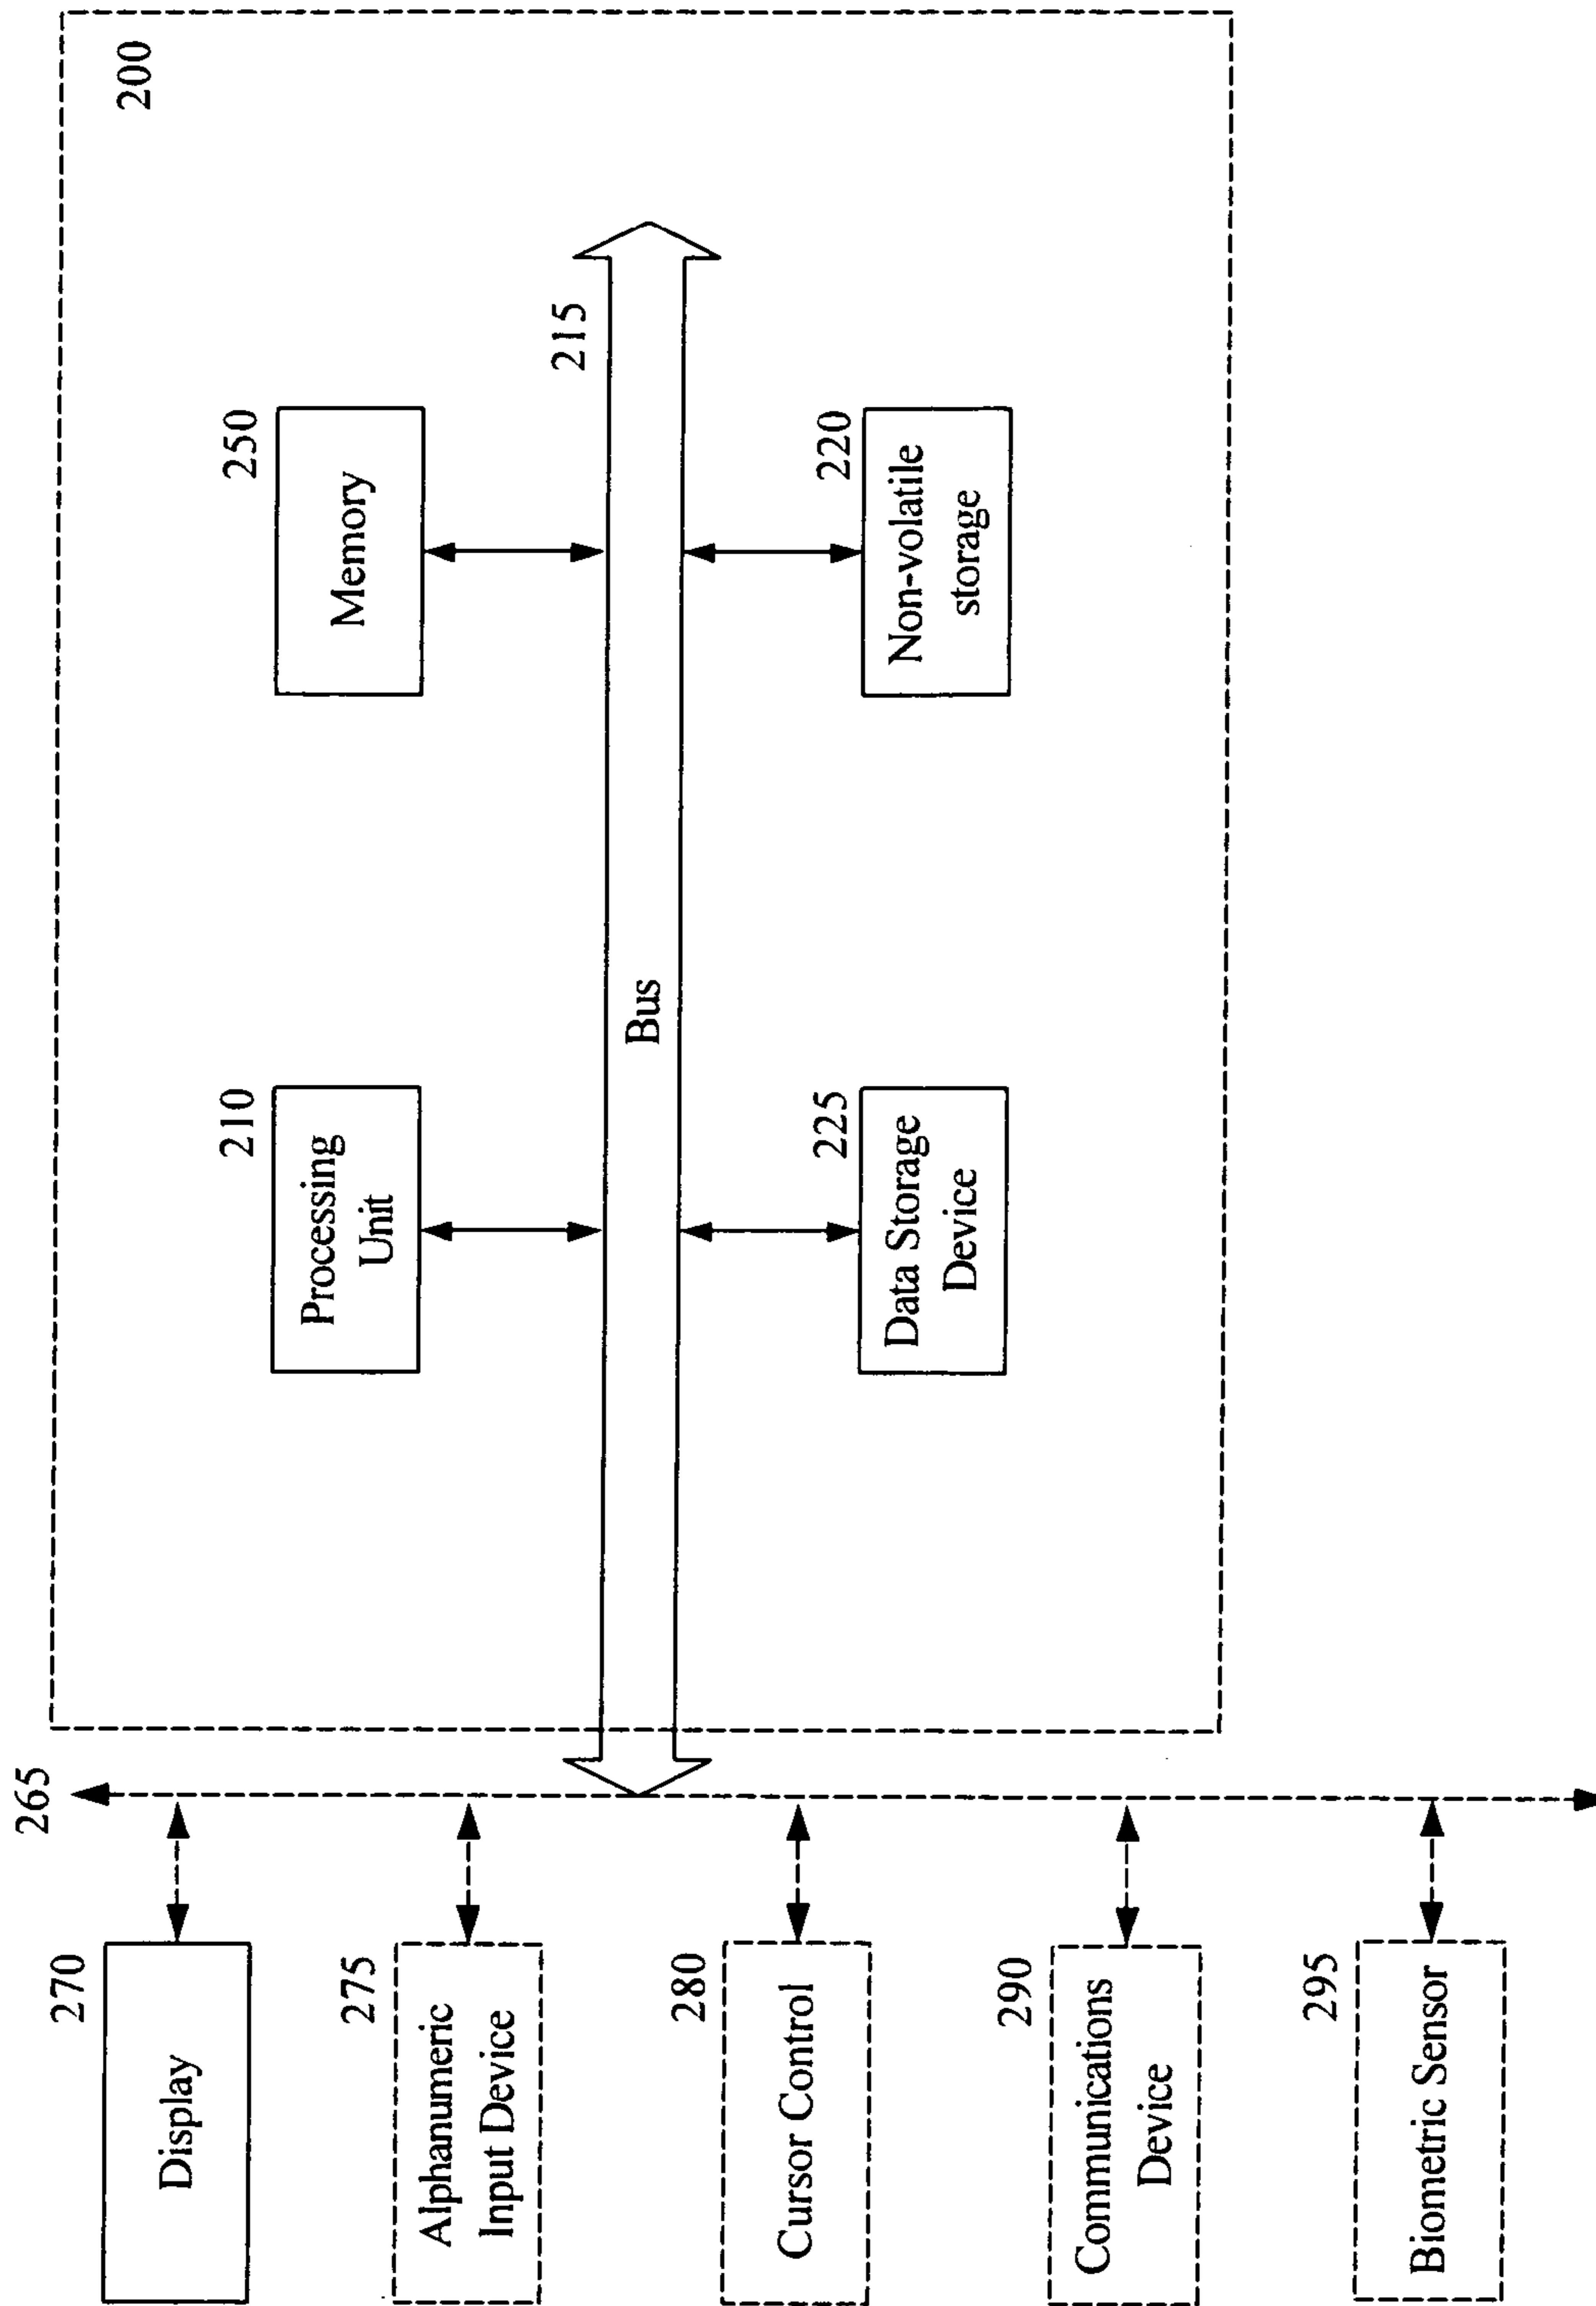 265
270
Display
275
Alphanumeric
Input Device
280
Cursor Control
290
Communications
Device
295
Biometric Sensor
200
210
Processing
Unit
250
Memory
Bus
215
225
Data Storage
Device
220
Non-volatile
storage